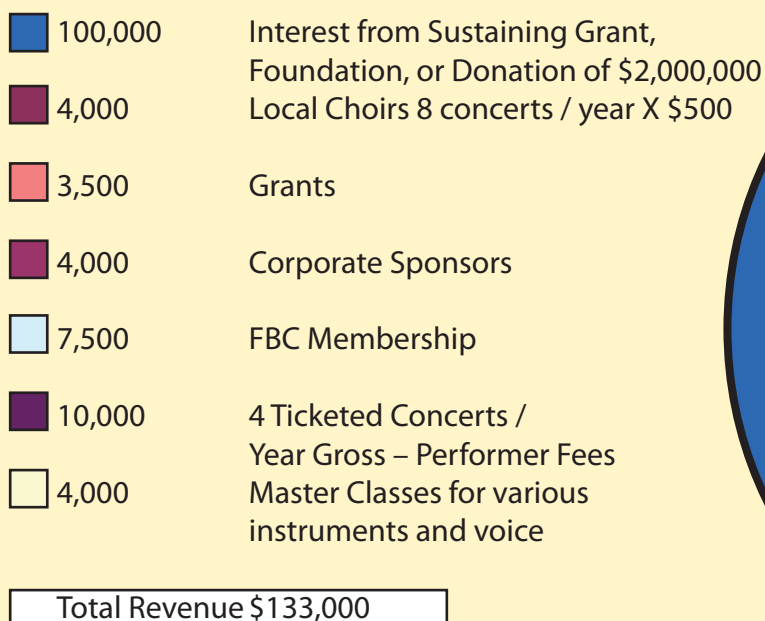 100,000 Interest from Sustaining Grant,
Foundation, or Donation of $2,000,000
4,000 Local Choirs 8 concerts / year X $500
3,500 Grants
4,000 Corporate Sponsors
7,500 FBC Membership
10,000 4 Ticketed Concerts /
Year Gross – Performer Fees
4,000 Master Classes for various
instruments and voice
Total Revenue $133,000